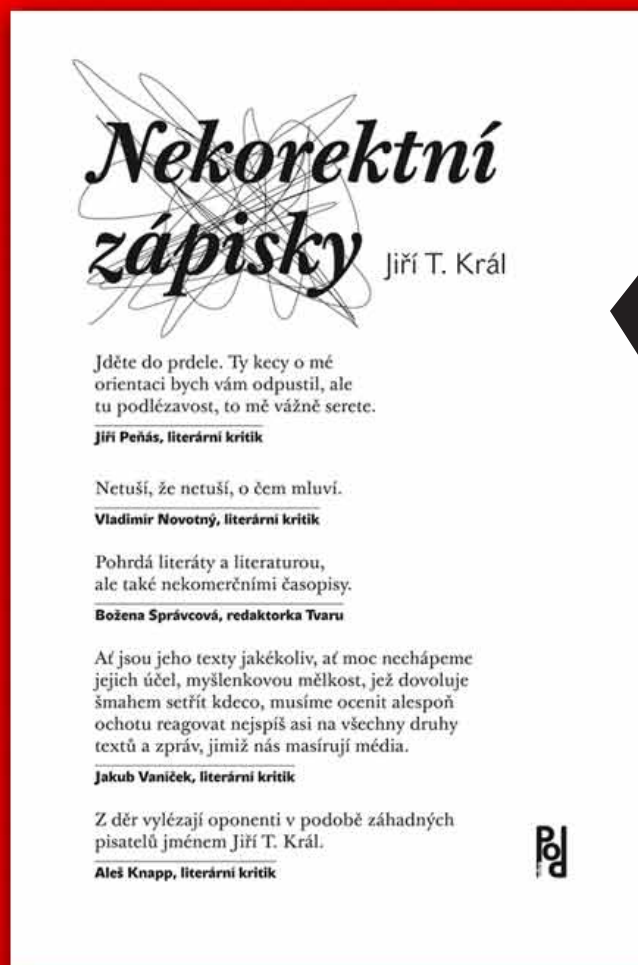 Nekorektní
zápisky Jiří T. Král
Jděte do prdele. Ty kecy o mé
orientaci bych vám odpustil, ale
tu podlézavost, to mě vážně serete.
Jiří Peňás, literární kritik
Netuší, že netuší, o čem mluví.
Vladimír Novotný, literární kritik
Pohrdá literáty a literaturou,
ale také nekomerčními časopisy.
Božena Správcová, redaktorka Tvaru
Ať jsou jeho texty jakékoliv, ať moc nechápeme
jejich účel, myšlenkovou mělkost, jež dovoluje
šmahem setřít kdeco, musíme ocenit alespoň
ochotu reagovat nejspíš asi na všechny druhy
textů a zpráv, jimiž nás masírují média.
Jakub Vaníček, literární kritik
Z děr vylézají oponenti v podobě záhadných
pisatelů jménem Jiří T. Král.
Aleš Knapp, literární kritik